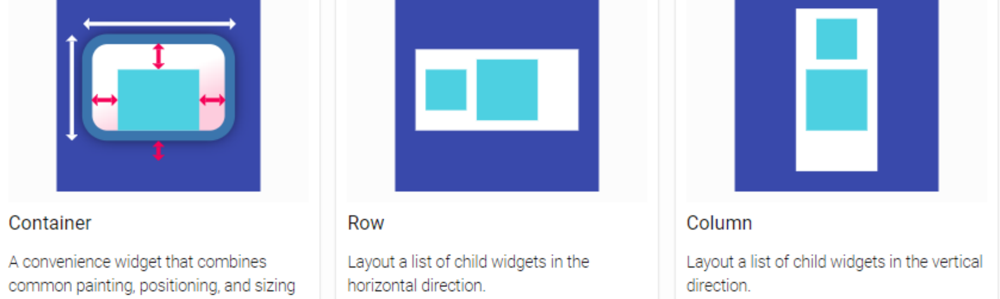 Container
A convenience widget that combines
common painting, positioning, and sizing
Row
Layout a list of child widgets in the
horizontal direction.
Column
Layout a list of child widgets in the vertical
direction.